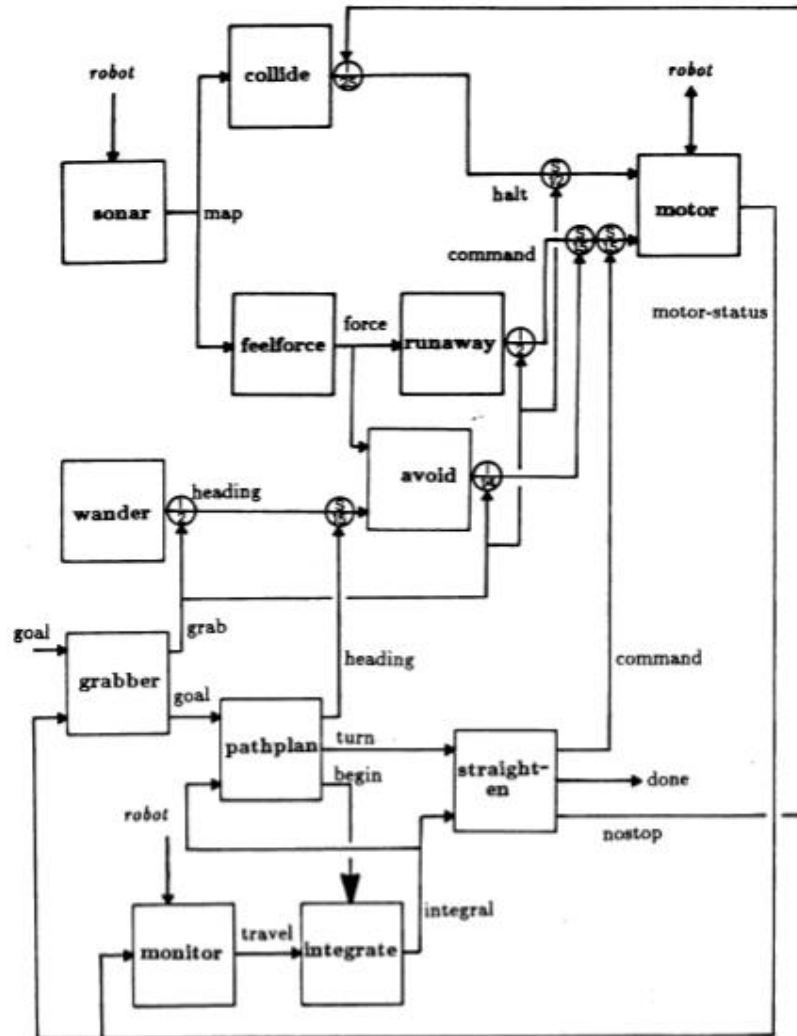 robot
collide
robot
sonar
map
halt
motor
command
motor-status
feelforce
force
runaway
avoid
wander
heading
goal
grab
grabber
heading
command
goal
pathplan
turn
begin
straight-
en
done
nostop
robot
monitor
travel
integrate
integral